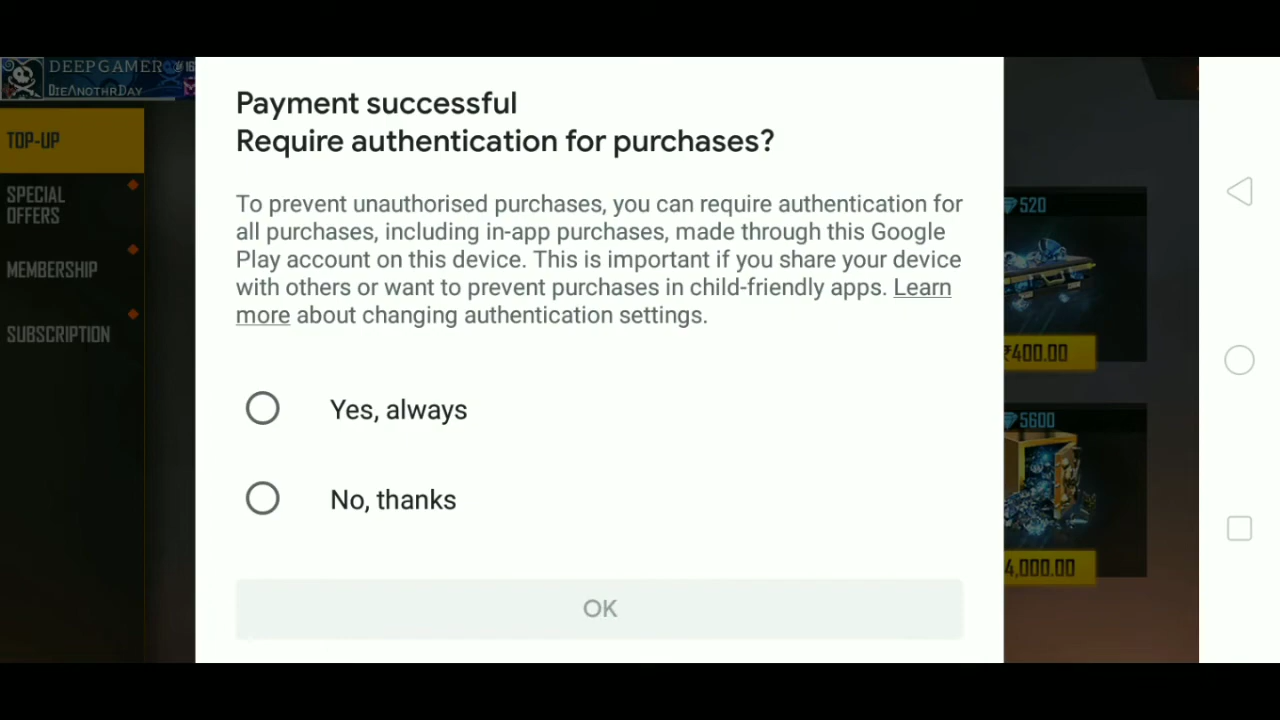 DEEPGAMER
DIEANOTHRDAY
TOP-UP
SPECIAL
OFFERS
MEMBERSHIP
SUBSCRIPTION
Payment successful
Require authentication for purchases?
To prevent unauthorised purchases, you can require authentication for
all purchases, including in-app purchases, made through this Google
Play account on this device. This is important if you share your device
with others or want to prevent purchases in child-friendly apps. Learn
more about changing authentication settings.
Yes, always
No, thanks
OK
520
₹400.00
5600
4,000.00